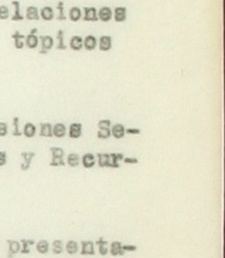 elaciones
tópicos
siones Se-
s y Recur-
presenta-